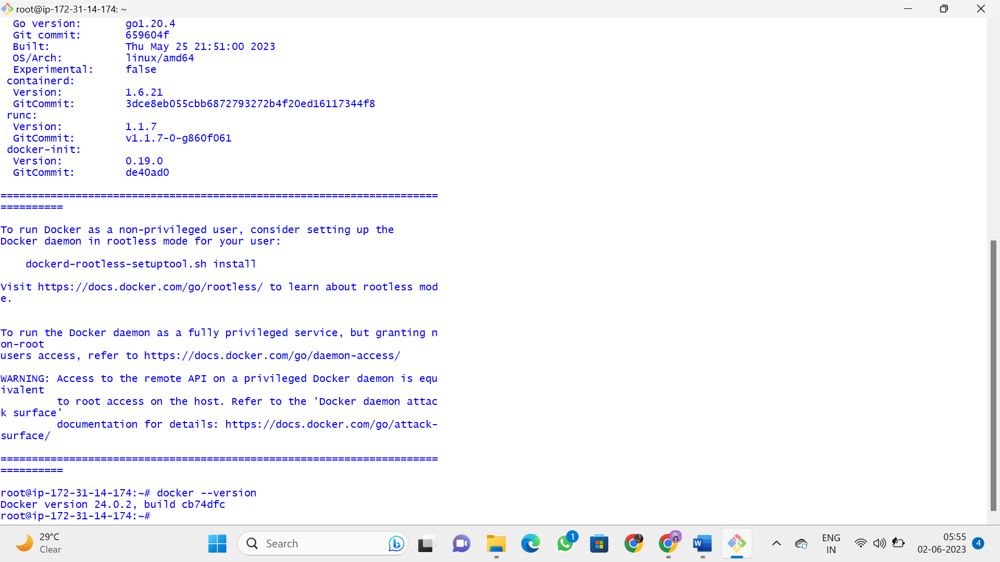 root@ip-172-31-14-174: ~
Go version: go1.20.4
Git commit: 659604f
Built: Thu May 25 21:51:00 2023
OS/Arch: linux/amd64
Experimental: false
containerd:
Version: 1.6.21
GitCommit: 3dce8eb055cbb6872793272b4f20ed16117344f8
runc:
Version: 1.1.7
GitCommit: v1.1.7-0-g860f061
docker-init:
Version: 0.19.0
GitCommit: de40ad0
======================================================================
==========
To run Docker as a non-privileged user, consider setting up the
Docker daemon in rootless mode for your user:
dockerd-rootless-setuptool.sh install
Visit https://docs.docker.com/go/rootless/ to learn about rootless mod
e.
To run the Docker daemon as a fully privileged service, but granting n
on-root
users access, refer to https://docs.docker.com/go/daemon-access/
WARNING: Access to the remote API on a privileged Docker daemon is equ
ivalent
to root access on the host. Refer to the 'Docker daemon attac
k surface'
documentation for details: https://docs.docker.com/go/attack-
surface/
======================================================================
==========
root@ip-172-31-14-174:~# docker --version
Docker version 24.0.2, build cb74dfc
root@ip-172-31-14-174:~#
29°C
Clear
Search
1
W
ENG
IN
05:55
02-06-2023
4